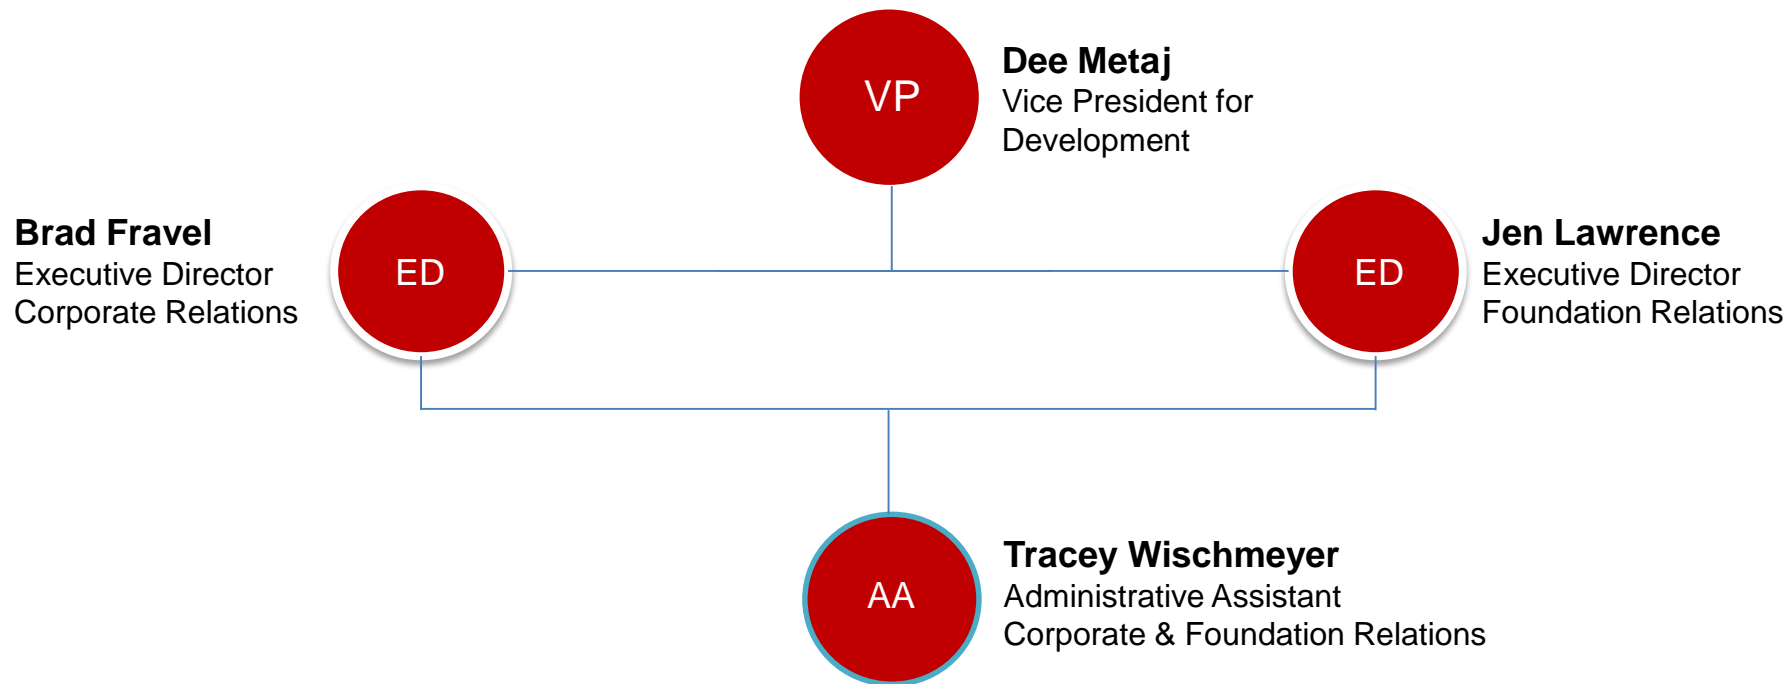 VP
Dee Metaj
Vice President for
Development
Brad Fravel
Executive Director
Corporate Relations
ED
ED
Jen Lawrence
Executive Director
Foundation Relations
AA
Tracey Wischmeyer
Administrative Assistant
Corporate & Foundation Relations